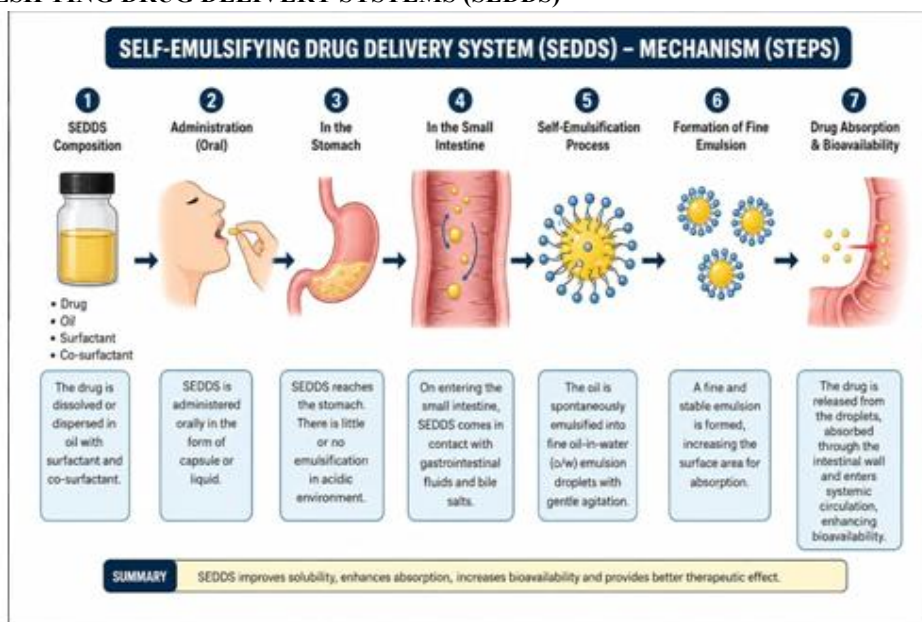 SELF-EMULSIFYING DRUG DELIVERY SYSTEM (SEDDS) – MECHANISM (STEPS)
1
SEDDS
Composition
• Drug
• Oil
• Surfactant
• Co-surfactant
The drug is
dissolved or
dispersed in
oil with
surfactant and
co-surfactant.
2
Administration
(Oral)
SEDDS is
administered
orally in the
form of
capsule or
liquid.
3
In the
Stomach
SEDDS reaches
the stomach.
There is little
or no
emulsification
in acidic
environment.
4
In the Small
Intestine
On entering the
small intestine,
SEDDS comes in
contact with
gastrointestinal
fluids and bile
salts.
5
Self-Emulsification
Process
The oil is
spontaneously
emulsified into
fine oil-in-water
(o/w) emulsion
droplets with
gentle agitation.
6
Formation of Fine
Emulsion
A fine and
stable emulsion
is formed,
increasing the
surface area for
absorption.
7
Drug Absorption
& Bioavailability
The drug is
released from
the droplets,
absorbed
through the
intestinal wall
and enters
systemic
circulation,
enhancing
bioavailability.
SUMMARY
SEDDS improves solubility, enhances absorption, increases bioavailability and provides better therapeutic effect.